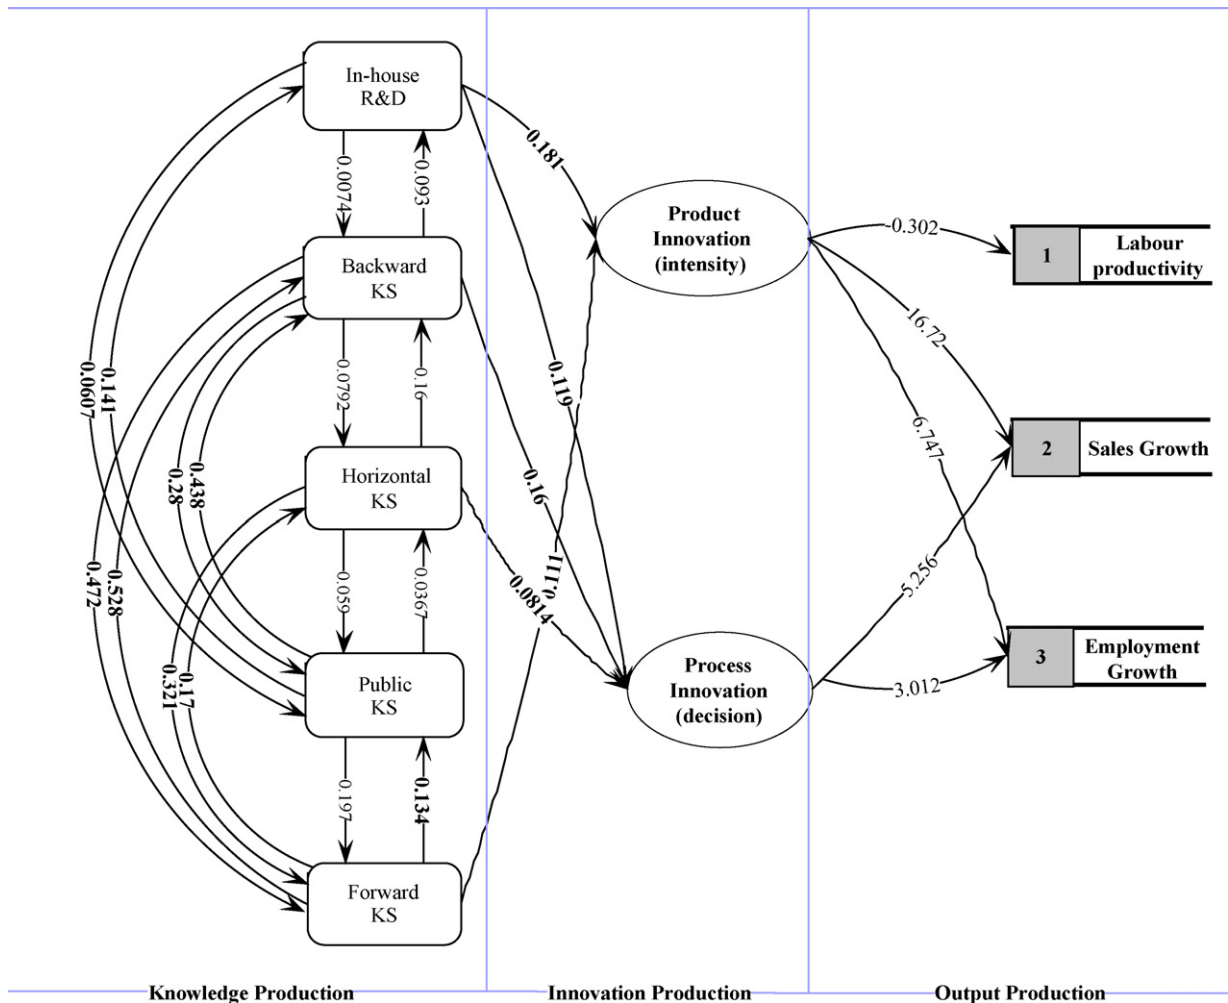 In-house
R&D
0.0074
0.093
0.181
Backward
KS
Product
Innovation
(intensity)
-0.302
1
Labour
productivity
0.0792
0.16
0.119
16.72
0.141
0.0607
6.747
2
Sales Growth
Horizontal
KS
0.438
0.28
0.16
0.059
0.0367
0.111
0.0814
5.256
0.528
0.472
Public
KS
0.117
0.321
Process
Innovation
(decision)
3.012
3
Employment
Growth
0.197
0.134
Forward
KS
Knowledge Production
Innovation Production
Output Production